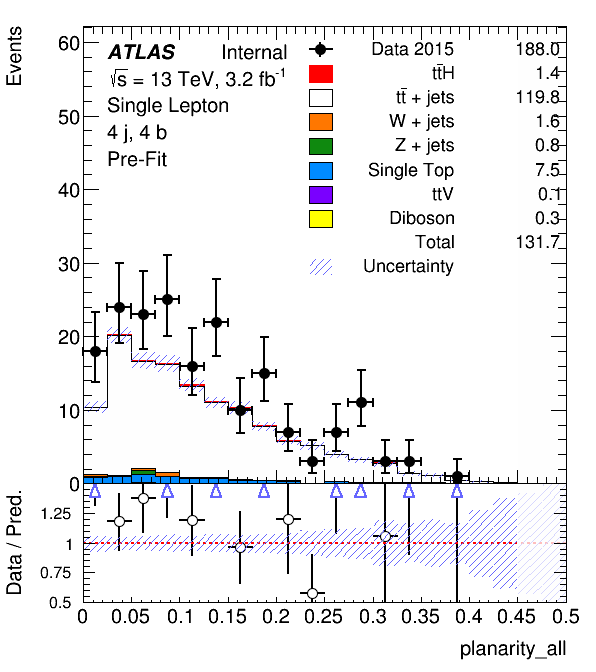 Events
ATLAS Internal
√s = 13 TeV, 3.2 fb⁻¹
Single Lepton
4 j, 4 b
Pre-Fit
Data 2015 188.0
tt̄H 1.4
tt̄ + jets 119.8
W + jets 1.6
Z + jets 0.8
Single Top 7.5
ttV 0.1
Diboson 0.3
Total 131.7
Uncertainty
60
50
40
30
20
10
0
Data / Pred.
1.25
1
0.75
0.5
0 0.05 0.1 0.15 0.2 0.25 0.3 0.35 0.4 0.45 0.5
planarity_all